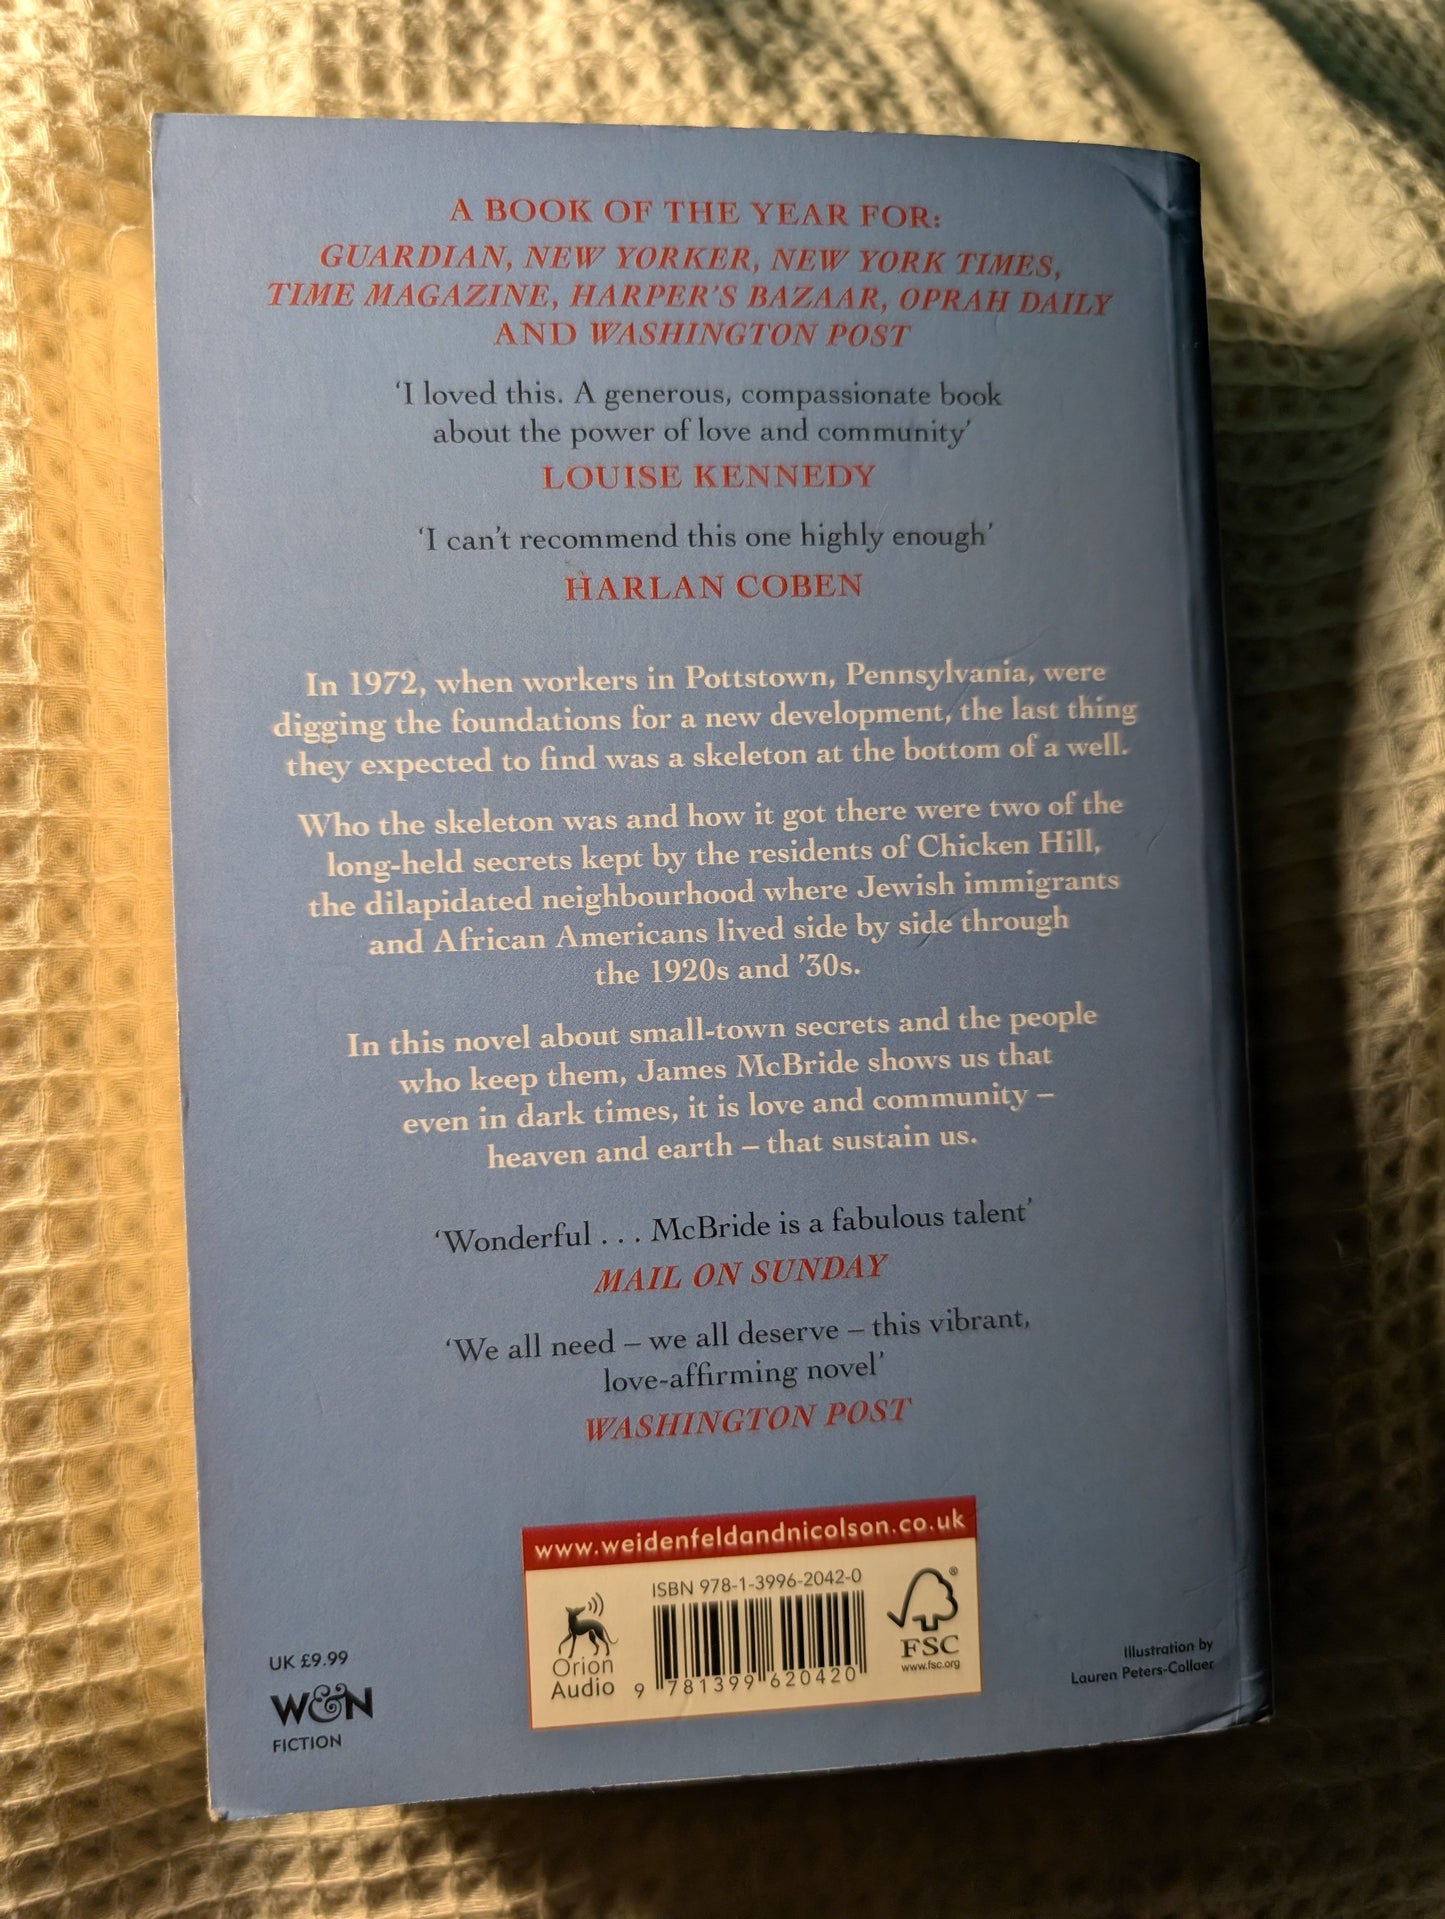 A BOOK OF THE YEAR FOR:
GUARDIAN, NEW YORKER, NEW YORK TIMES,
TIME MAGAZINE, HARPER'S BAZAAR, OPRAH DAILY
AND WASHINGTON POST
'I loved this. A generous, compassionate book
about the power of love and community'
LOUISE KENNEDY
'I can't recommend this one highly enough'
HARLAN COBEN
In 1972, when workers in Pottstown, Pennsylvania, were
digging the foundations for a new development, the last thing
they expected to find was a skeleton at the bottom of a well.
Who the skeleton was and how it got there were two of the
long-held secrets kept by the residents of Chicken Hill,
the dilapidated neighbourhood where Jewish immigrants
and African Americans lived side by side through
the 1920s and '30s.
In this novel about small-town secrets and the people
who keep them, James McBride shows us that
even in dark times, it is love and community –
heaven and earth – that sustain us.
'Wonderful . . . McBride is a fabulous talent'
MAIL ON SUNDAY
'We all need – we all deserve – this vibrant,
love-affirming novel'
WASHINGTON POST
www.weidenfeldandnicolson.co.uk
ISBN 978-1-3996-2042-0
Orion
Audio
9 781399 620420
FSC
www.fsc.org
UK £9.99
W&N
FICTION
Illustration by
Lauren Peters-Collaer